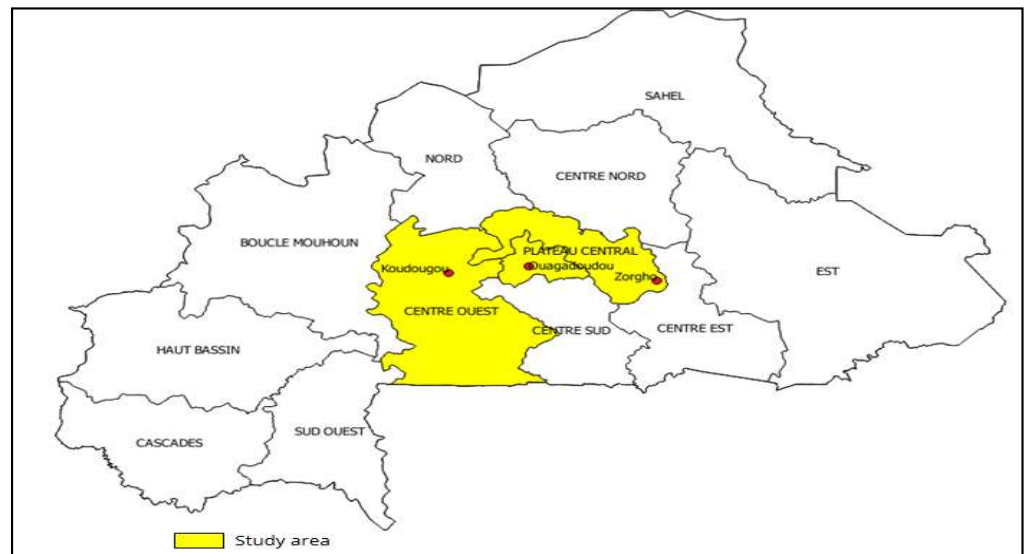 SAHEL
NORD
CENTRE NORD
BOUCLE MOUHOUN
PLATEAU CENTRAL
Ouagadoudou
Koudougou
Zorgho
EST
CENTRE OUEST
CENTRE SUD
CENTRE EST
HAUT BASSIN
SUD OUEST
CASCADES
Study area